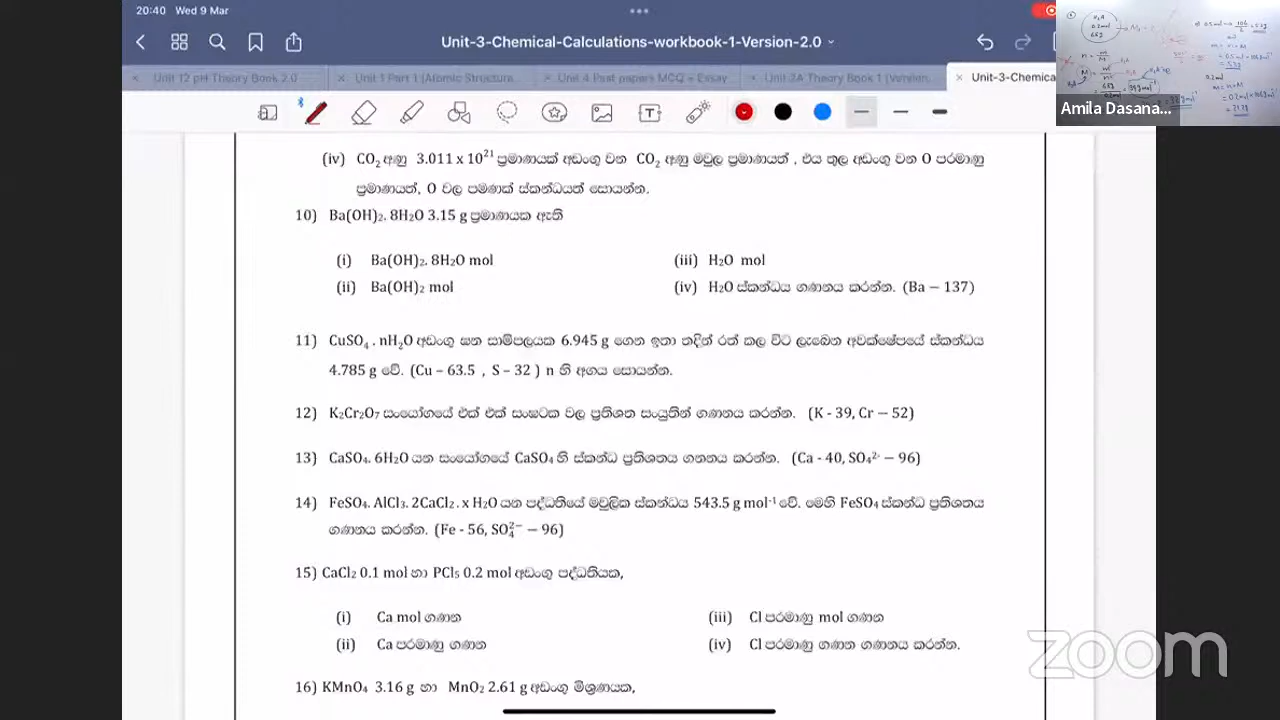 20:40 Wed 9 Mar
Unit-3-Chemical-Calculations-workbook-1-Version-2.0
Unit 12 pH Theory Book 2.0
Unit 1 Part 1 (Atomic Structure
Unit 4 Past papers MCQ + Essay
Unit 3A Theory Book 1 (Version
Unit-3-Chemical-Calcula
Amila Dasana...
(iv) CO₂ අණු 3.011 x 10²¹ ප්‍රමාණයක් අඩංගු වන CO₂ අණු මවුල ප්‍රමාණයත් , එය තුල අඩංගු වන O පරමාණු
ප්‍රමාණයත්, O වල පමණක් ස්කන්ධයත් සොයන්න.
10) Ba(OH)₂. 8H₂O 3.15 g ප්‍රමාණයක ඇති
(i) Ba(OH)₂. 8H₂O mol (iii) H₂O mol
(ii) Ba(OH)₂ mol (iv) H₂O ස්කන්ධය ගණනය කරන්න. (Ba – 137)
11) CuSO₄ . nH₂O අඩංගු ඝන සාම්පලයක 6.945 g ගෙන ඉතා තදින් රත් කල විට ලැබෙන අවක්ෂේපයේ ස්කන්ධය
4.785 g වේ. (Cu – 63.5 , S – 32 ) n හි අගය සොයන්න.
12) K₂Cr₂O₇ සංයෝගයේ එක් එක් සංඝටක වල ප්‍රතිශත සංයුතීන් ගණනය කරන්න. (K - 39, Cr – 52)
13) CaSO₄. 6H₂O යන සංයෝගයේ CaSO₄ හි ස්කන්ධ ප්‍රතිශතය ගනනය කරන්න. (Ca - 40, SO₄²⁻ – 96)
14) FeSO₄. AlCl₃. 2CaCl₂ . x H₂O යන පද්ධතියේ මවුලික ස්කන්ධය 543.5 g mol⁻¹ වේ. මෙහි FeSO₄ ස්කන්ධ ප්‍රතිශතය
ගණනය කරන්න. (Fe - 56, SO₄²⁻ – 96)
15) CaCl₂ 0.1 mol හා PCl₅ 0.2 mol අඩංගු පද්ධතියක,
(i) Ca mol ගණන (iii) Cl පරමාණු mol ගණන
(ii) Ca පරමාණු ගණන (iv) Cl පරමාණු ගණන ගණනය කරන්න.
16) KMnO₄ 3.16 g හා MnO₂ 2.61 g අඩංගු මිශ්‍රණයක,
zoom